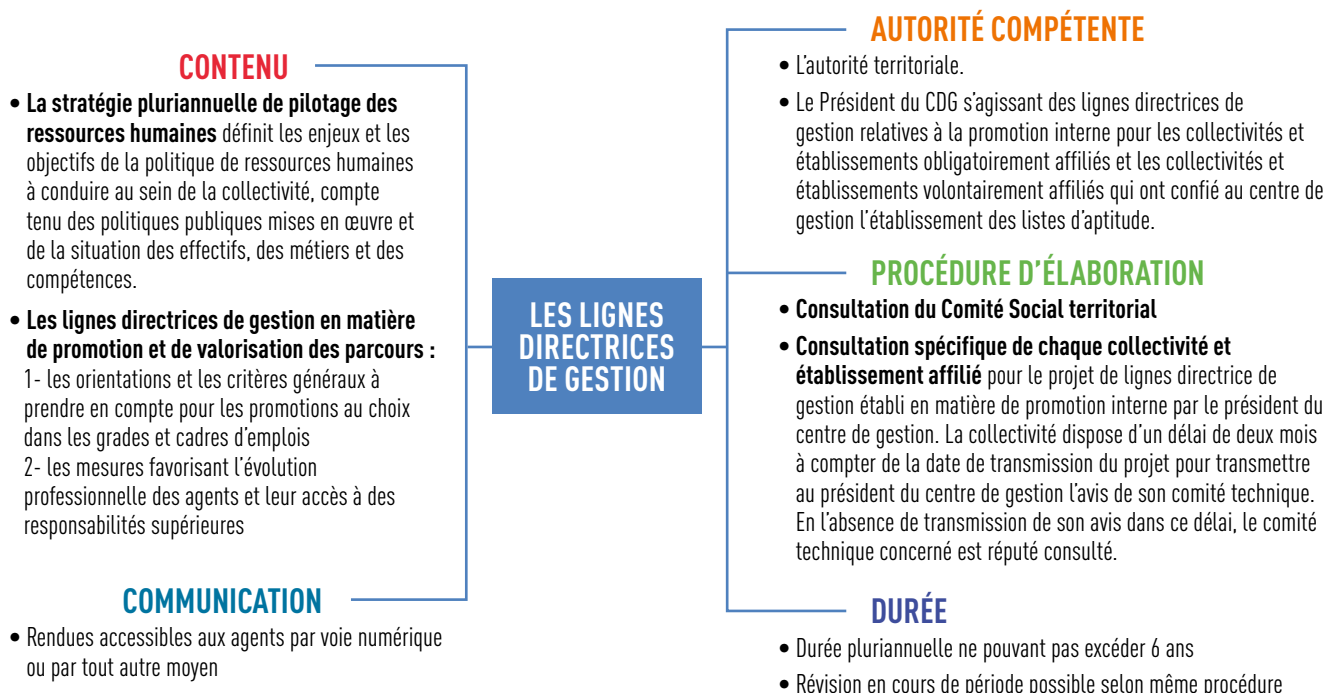 CONTENU
• La stratégie pluriannuelle de pilotage des
ressources humaines définit les enjeux et les
objectifs de la politique de ressources humaines
à conduire au sein de la collectivité, compte
tenu des politiques publiques mises en œuvre et
de la situation des effectifs, des métiers et des
compétences.
• Les lignes directrices de gestion en matière
de promotion et de valorisation des parcours :
1- les orientations et les critères généraux à
prendre en compte pour les promotions au choix
dans les grades et cadres d'emplois
2- les mesures favorisant l'évolution
professionnelle des agents et leur accès à des
responsabilités supérieures
COMMUNICATION
• Rendues accessibles aux agents par voie numérique
ou par tout autre moyen
LES LIGNES
DIRECTRICES
DE GESTION
AUTORITÉ COMPÉTENTE
• L'autorité territoriale.
• Le Président du CDG s'agissant des lignes directrices de
gestion relatives à la promotion interne pour les collectivités et
établissements obligatoirement affiliés et les collectivités et
établissements volontairement affiliés qui ont confié au centre de
gestion l'établissement des listes d'aptitude.
PROCÉDURE D'ÉLABORATION
• Consultation du Comité Social territorial
• Consultation spécifique de chaque collectivité et
établissement affilié pour le projet de lignes directrice de
gestion établi en matière de promotion interne par le président du
centre de gestion. La collectivité dispose d'un délai de deux mois
à compter de la date de transmission du projet pour transmettre
au président du centre de gestion l'avis de son comité technique.
En l'absence de transmission de son avis dans ce délai, le comité
technique concerné est réputé consulté.
DURÉE
• Durée pluriannuelle ne pouvant pas excéder 6 ans
• Révision en cours de période possible selon même procédure